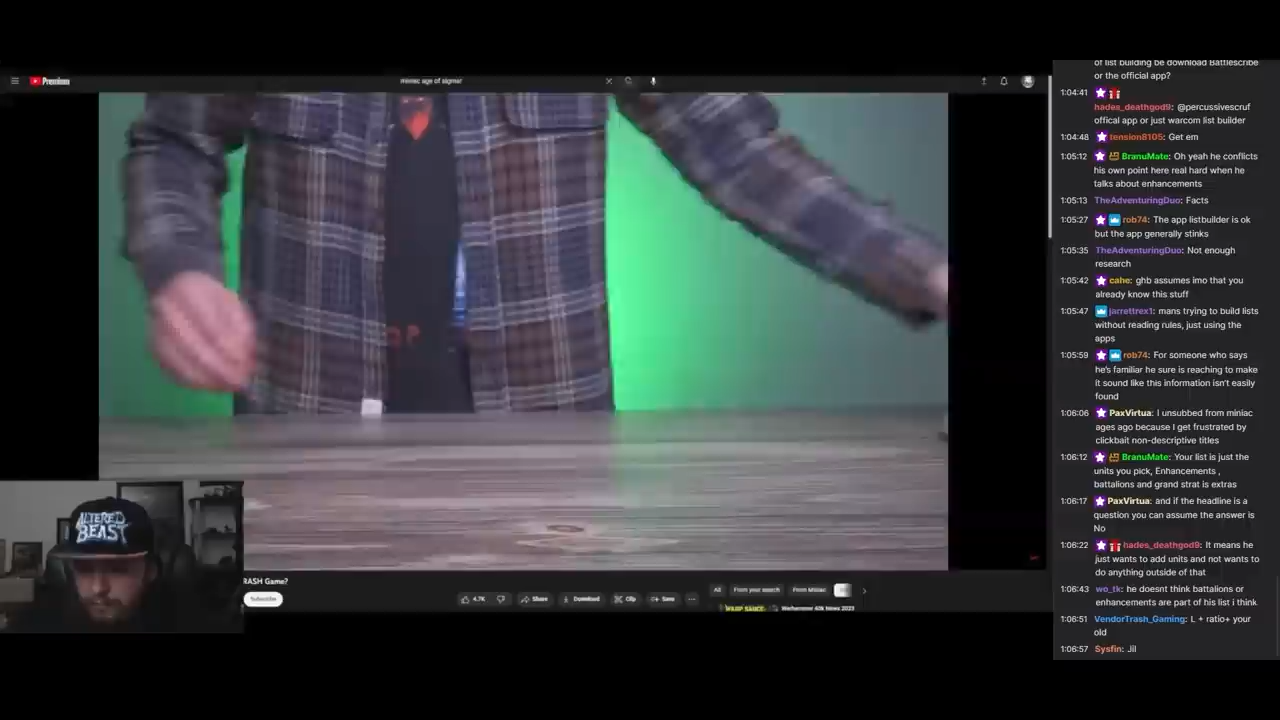 Premium
miniac age of sigmar
of list building be download Battlescribe
or the official app?
1:04:41
hades_deathgod9: @percussivescruf
offical app or just warcom list builder
1:04:48 tension8105: Get em
1:05:12 BranuMate: Oh yeah he conflicts
his own point here real hard when he
talks about enhancements
1:05:13 TheAdventuringDuo: Facts
1:05:27 rob74: The app listbuilder is ok
but the app generally stinks
1:05:35 TheAdventuringDuo: Not enough
research
1:05:42 cahe: ghb assumes imo that you
already know this stuff
1:05:47 jarrettrex1: mans trying to build lists
without reading rules, just using the
apps
1:05:59 rob74: For someone who says
he's familiar he sure is reaching to make
it sound like this information isn't easily
found
1:06:06 PaxVirtua: I unsubbed from miniac
ages ago because I get frustrated by
clickbait non-descriptive titles
1:06:12 BranuMate: Your list is just the
units you pick, Enhancements ,
battalions and grand strat is extras
1:06:17 PaxVirtua: and if the headline is a
question you can assume the answer is
No
1:06:22 hades_deathgod9: It means he
just wants to add units and not wants to
do anything outside of that
1:06:43 wo_tk: he doesnt think battalions or
enhancements are part of his list i think
1:06:51 VendorTrash_Gaming: L + ratio+ your
old
1:06:57 Sysfin: .lil
ALTERED
BEAST
RASH Game?
Subscribe
4.7K Share Download Clip Save
All From your search From Miniac
WARP SAUCE Warhammer 40k News 2023